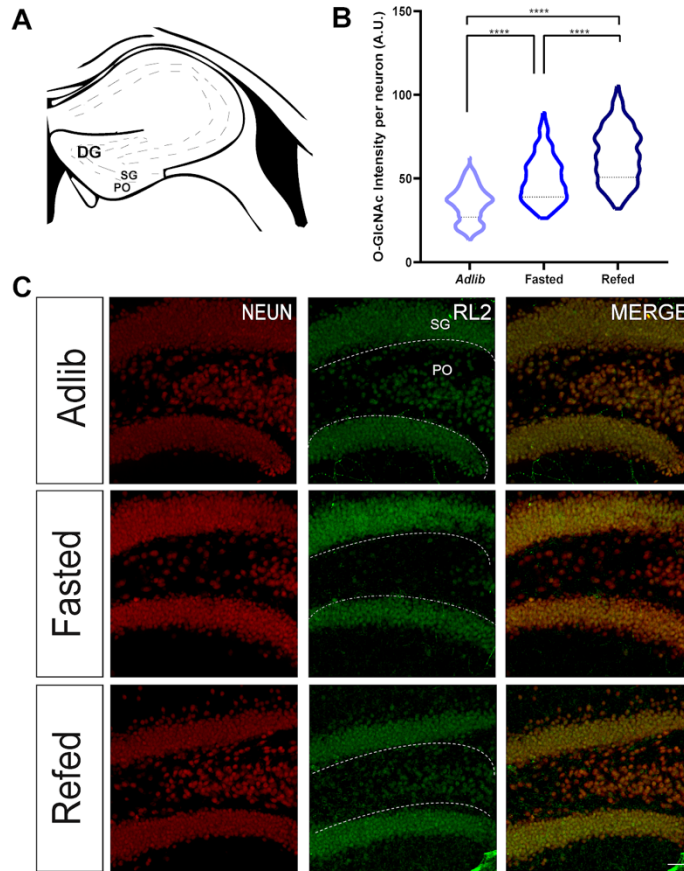 A
DG
SG
PO
B
O-GlcNAc Intensity per neuron (A.U.)
150
100
50
0
****
****
****
Adlib
Fasted
Refed
C
NEUN
RL2
MERGE
SG
PO
Adlib
Fasted
Refed